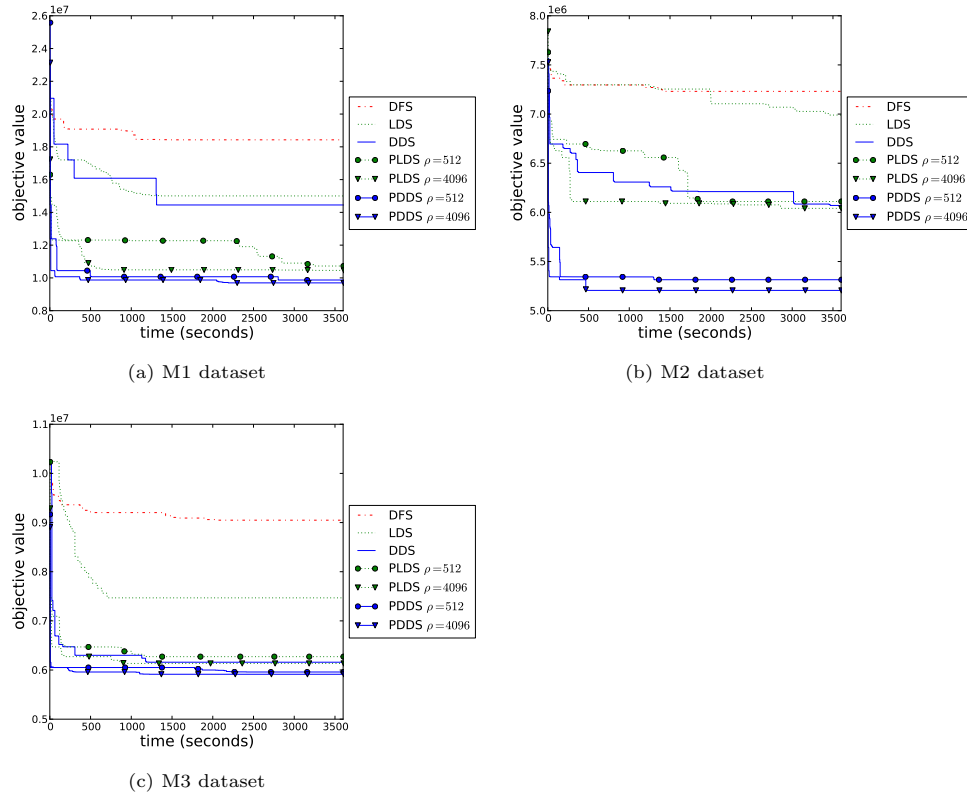 1e7
2.6
2.4
2.2
2.0
1.8
1.6
1.4
1.2
1.0
0.8
0 500 1000 1500 2000 2500 3000 3500
objective value
time (seconds)
DFS
LDS
DDS
PLDS ρ=512
PLDS ρ=4096
PDDS ρ=512
PDDS ρ=4096
(a) M1 dataset
1e6
8.0
7.5
7.0
6.5
6.0
5.5
5.0
0 500 1000 1500 2000 2500 3000 3500
objective value
time (seconds)
DFS
LDS
DDS
PLDS ρ=512
PLDS ρ=4096
PDDS ρ=512
PDDS ρ=4096
(b) M2 dataset
1e7
1.1
1.0
0.9
0.8
0.7
0.6
0.5
0 500 1000 1500 2000 2500 3000 3500
objective value
time (seconds)
DFS
LDS
DDS
PLDS ρ=512
PLDS ρ=4096
PDDS ρ=512
PDDS ρ=4096
(c) M3 dataset